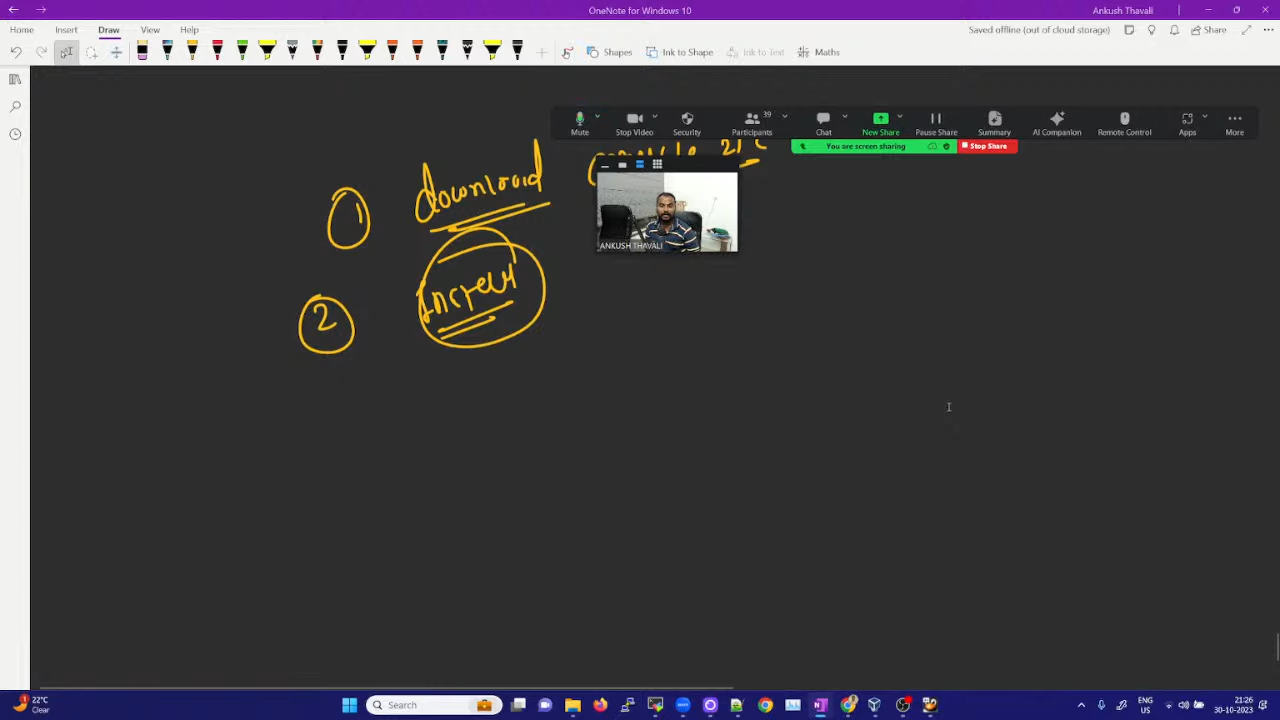 OneNote for Windows 10
Ankush Thavali
Home Insert Draw View Help
Saved offline (out of cloud storage)
Share
Shapes
Ink to Shape
Ink to Text
Maths
39
Mute Stop Video Security Participants Chat New Share Pause Share Summary AI Companion Remote Control Apps More
You are screen sharing
Stop Share
1 download
ANKUSH THAVALI
2
1
22°C
Clear
Search
ENG
US
21:26
30-10-2023